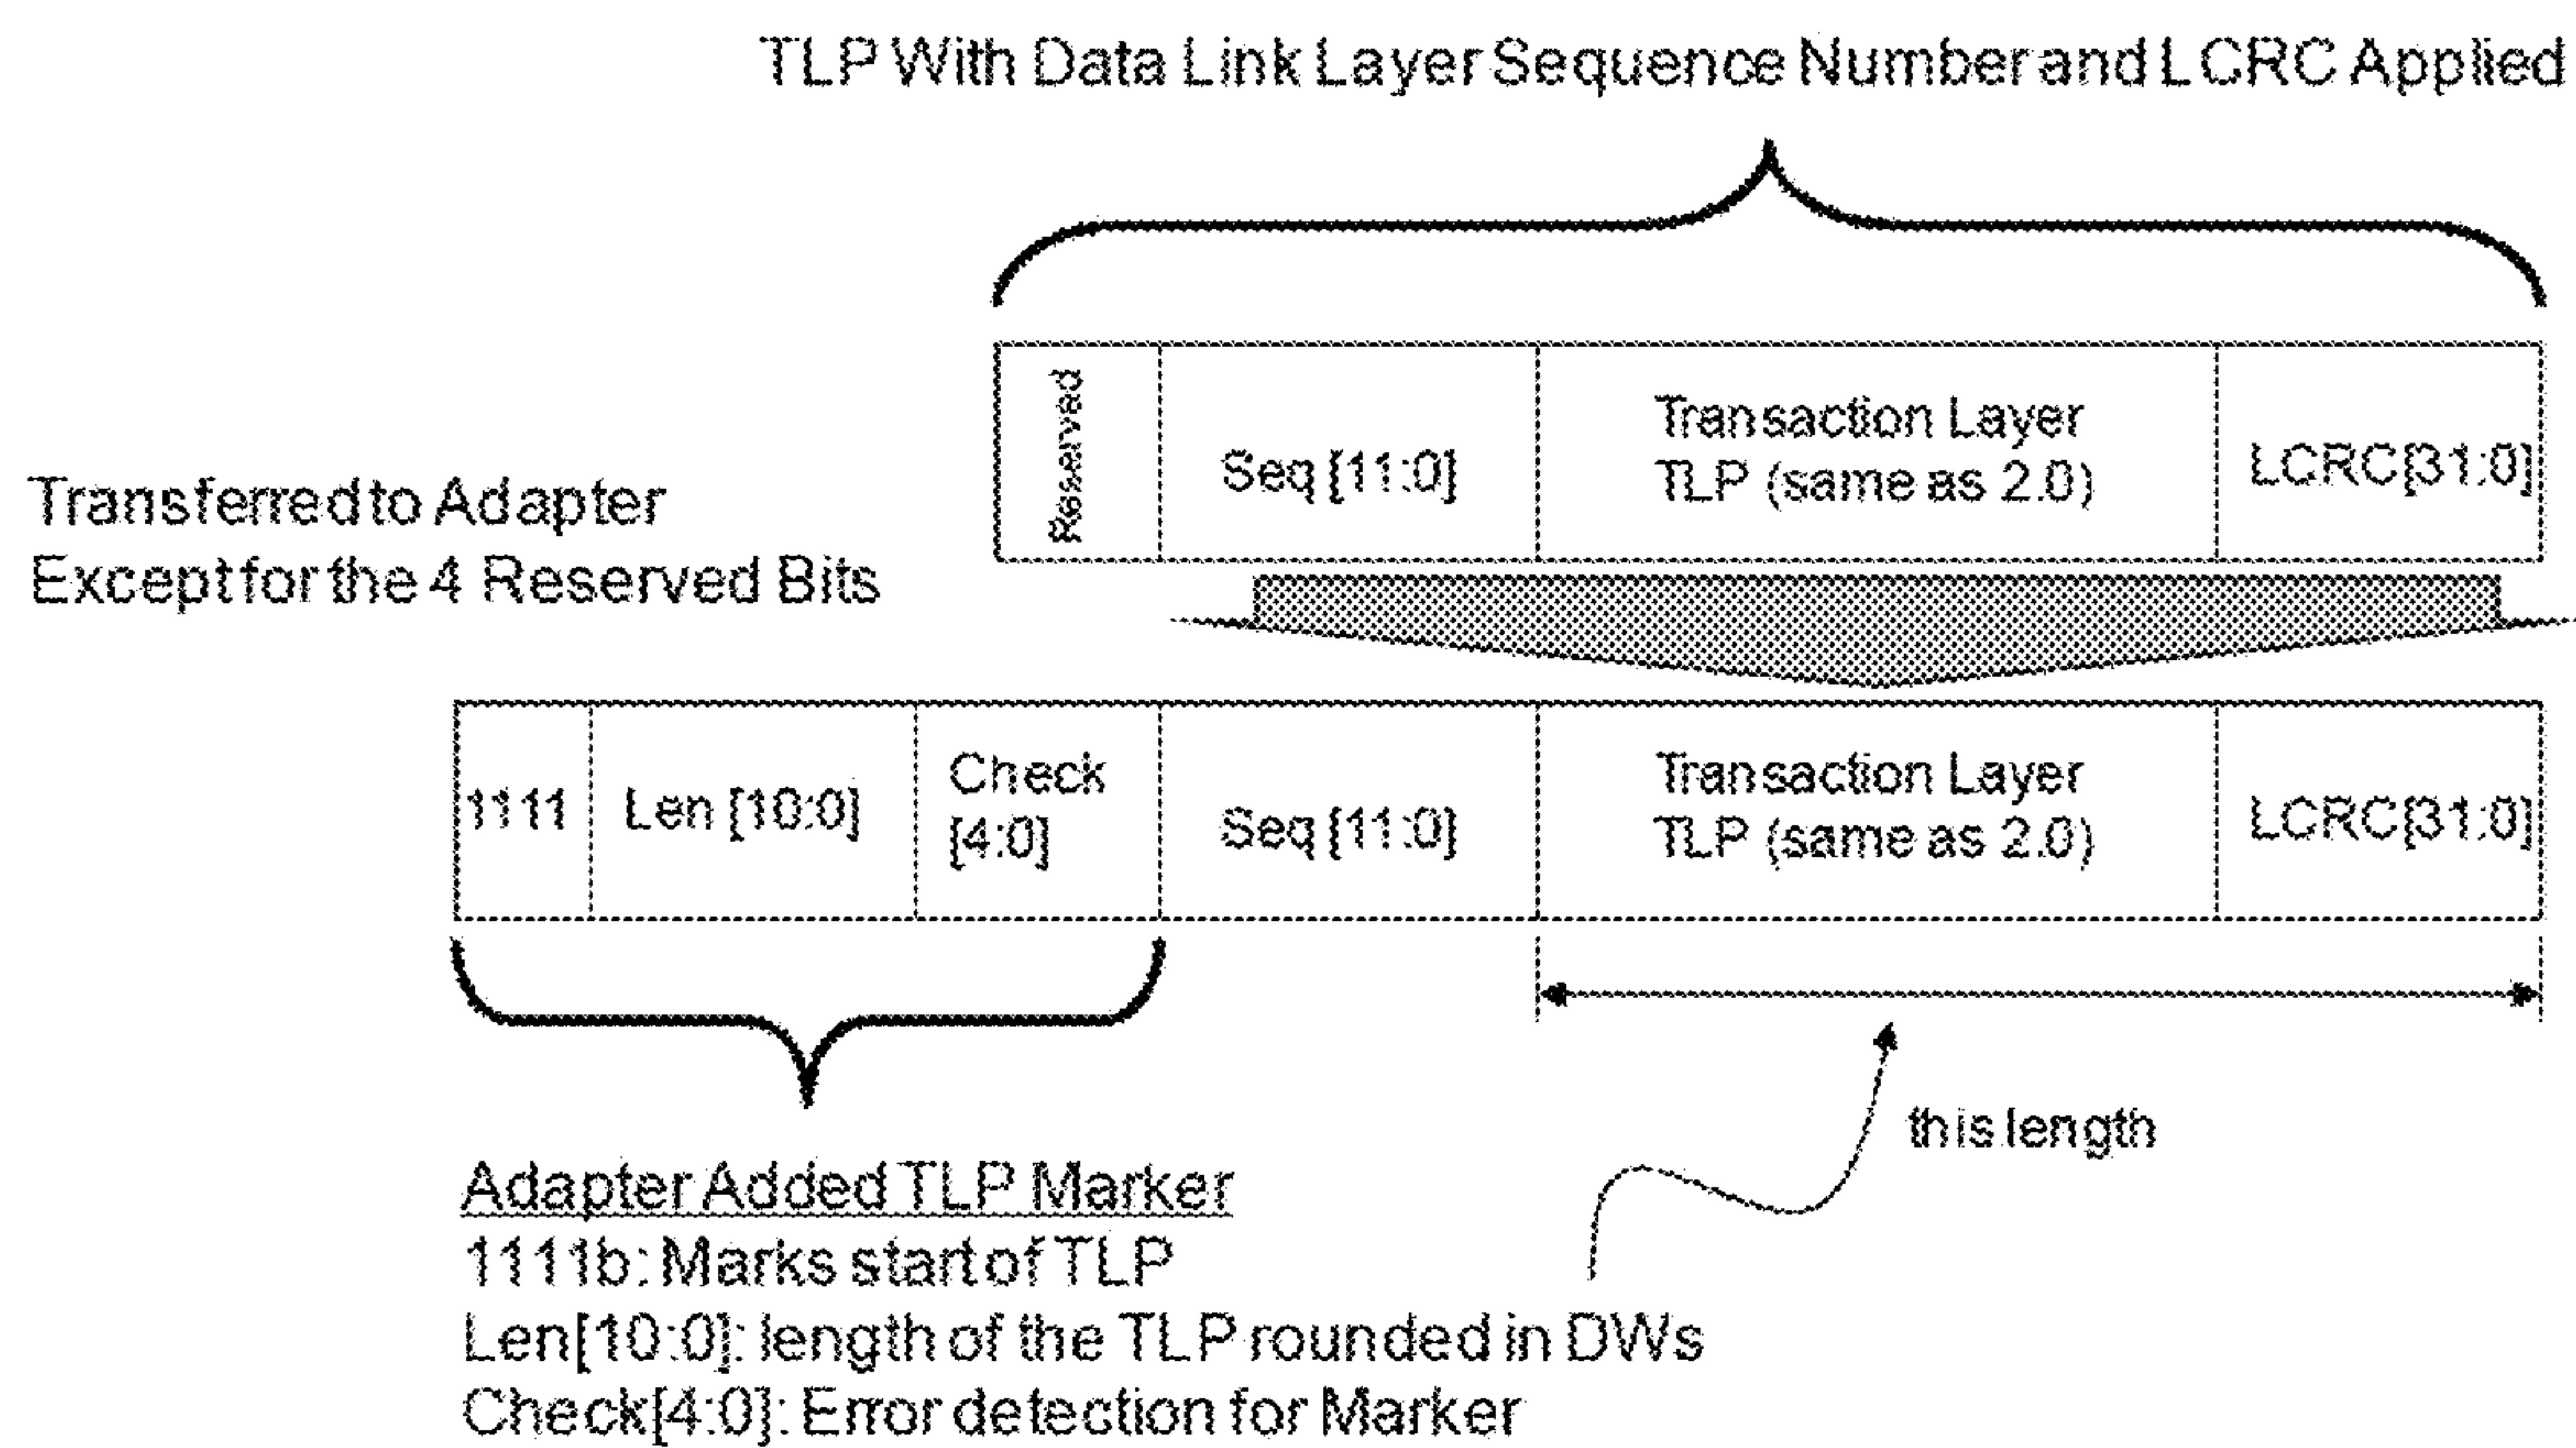 TLP With Data Link Layer Sequence Number and LCRC Applied
Reserved
Seq [11:0]
Transaction Layer
TLP (same as 2.0)
LCRC[31:0]
Transferred to Adapter
Except for the 4 Reserved Bits
1111
Len [10:0]
Check
[4:0]
Seq [11:0]
Transaction Layer
TLP (same as 2.0)
LCRC[31:0]
this length
Adapter Added TLP Marker
1111b: Marks start of TLP
Len[10:0]: length of the TLP rounded in DWs
Check[4:0]: Error detection for Marker